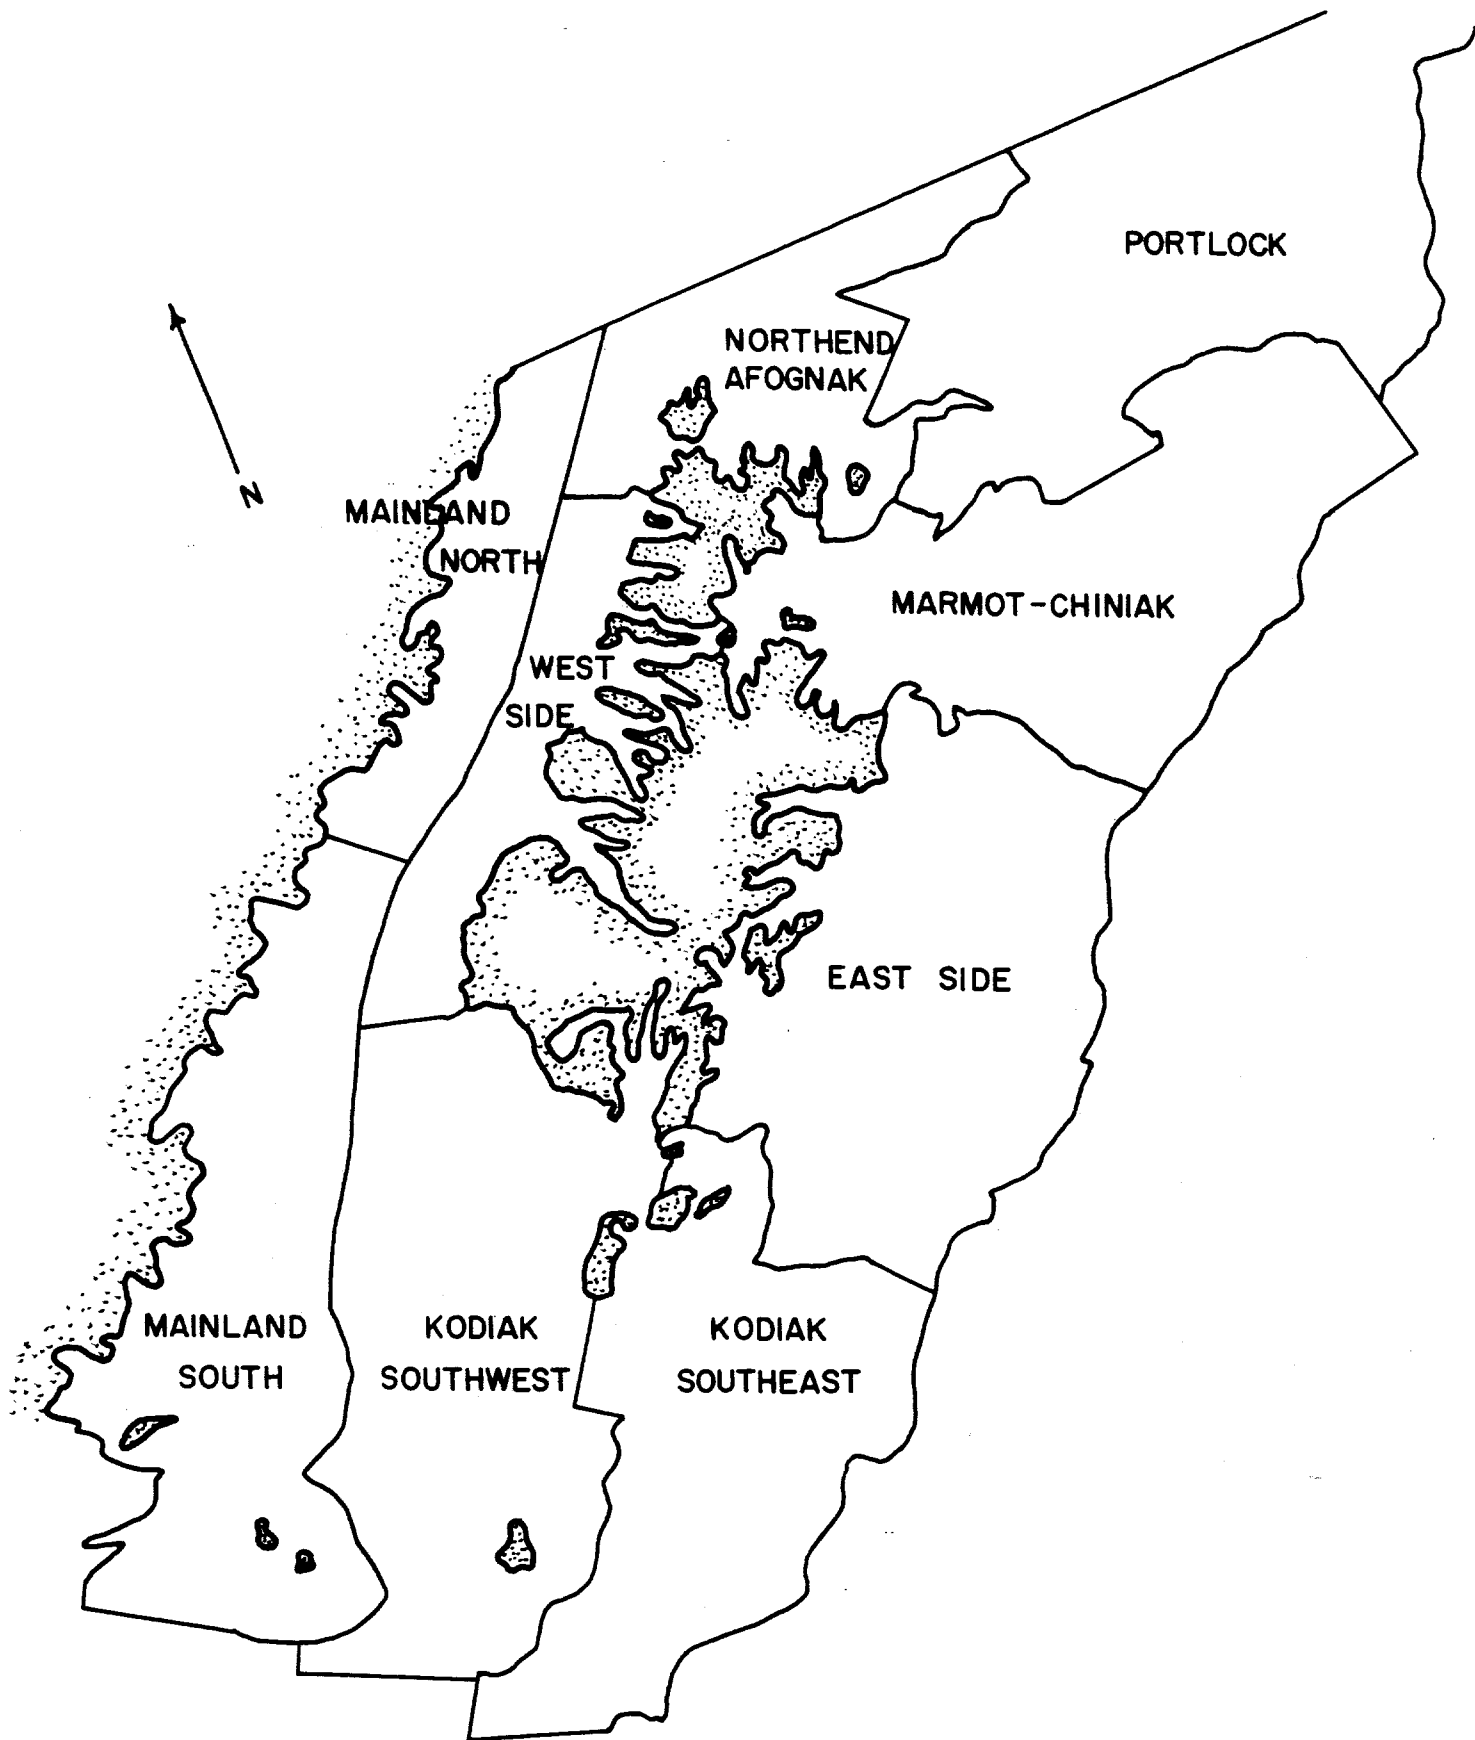 PORTLOCK
NORTHEND
AFOGNAK
N
MAINLAND
NORTH
MARMOT-CHINIAK
WEST
SIDE
EAST SIDE
MAINLAND
SOUTH
KODIAK
SOUTHWEST
KODIAK
SOUTHEAST